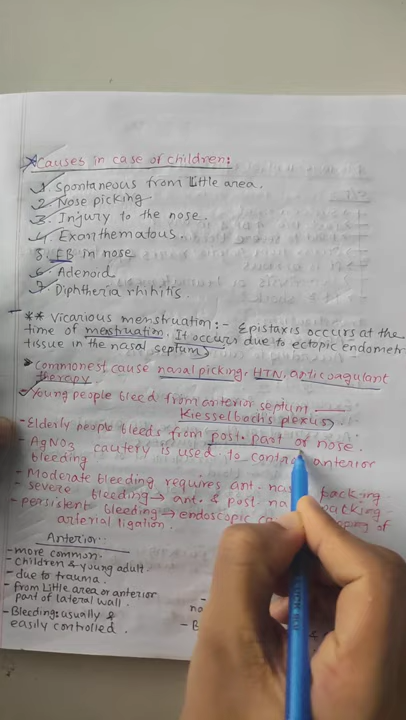 Causes in case of children:
1. Spontaneous from Little area.
2. Nose picking
3. Injury to the nose.
4. Exanthematous.
5. FB in nose
6. Adenoid
7. Diphtheria rhinitis.
** Vicarious menstruation:- Epistaxis occurs at the
time of menstruation. It occurs due to ectopic endomet
tissue in the nasal septum
Commonest cause nasal picking, HTN, anticoagulant
therapy
Young people bleed from anterior septum
Kiesselbach's plexus
- Elderly people bleeds from post. part of nose.
- AgNO3 cautery is used to control anterior
bleeding
- Moderate bleeding requires ant. nasal packing
- severe bleeding → ant. & post. na packing.
- persistent bleeding → endoscopic of
arterial ligation.
Anterior:-
- more common.
- Children & young adult.
- due to trauma.
- from Little area or anterior
part of lateral wall.
- Bleeding: usually &
easily controlled.